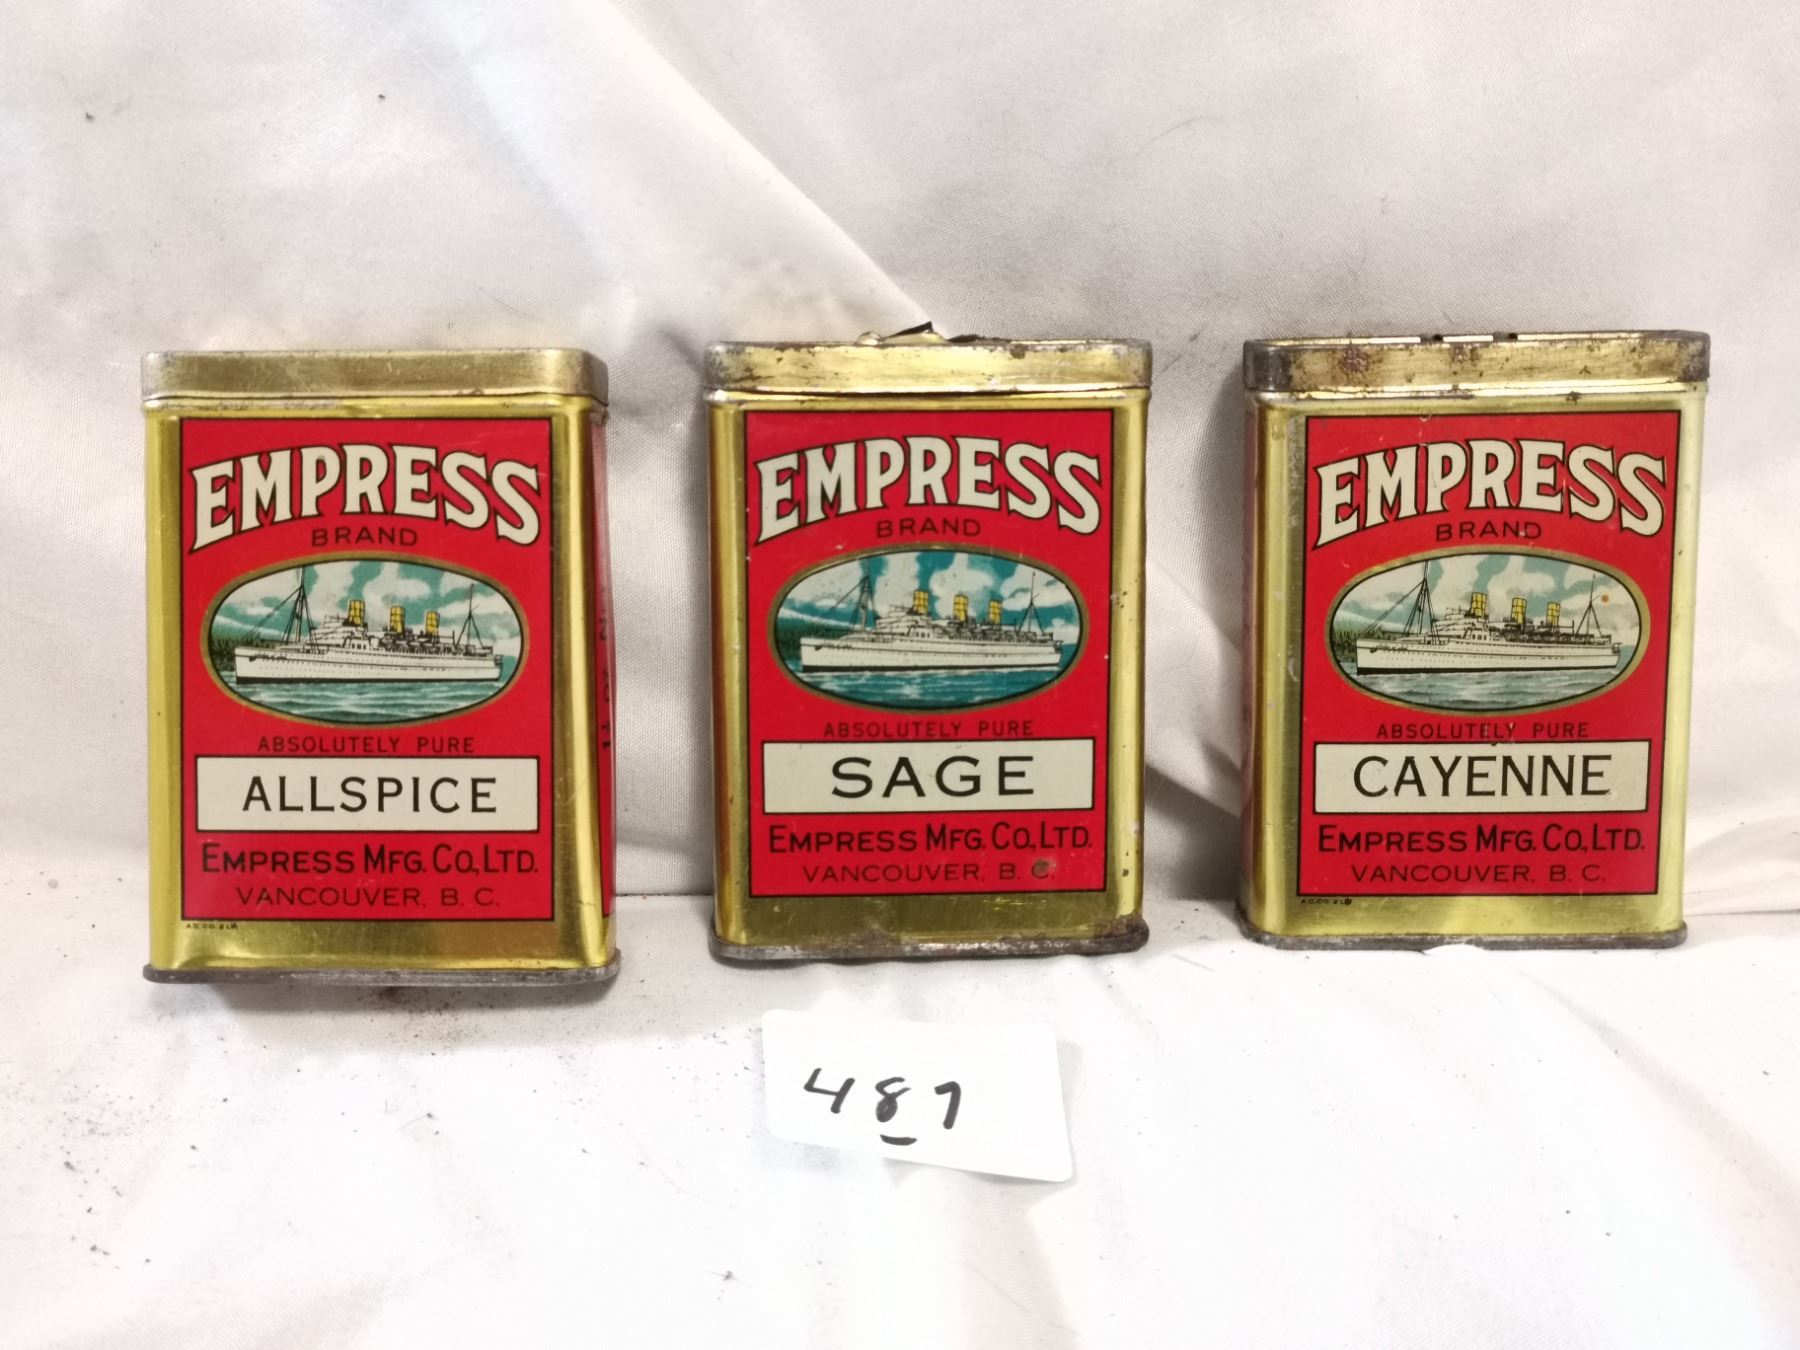 EMPRESS
BRAND
ABSOLUTELY PURE
ALLSPICE
EMPRESS MFG. CO., LTD.
VANCOUVER, B. C.
EMPRESS
BRAND
ABSOLUTELY PURE
SAGE
EMPRESS MFG. CO., LTD.
VANCOUVER, B. C.
EMPRESS
BRAND
ABSOLUTELY PURE
CAYENNE
EMPRESS MFG. CO., LTD.
VANCOUVER, B. C.
487